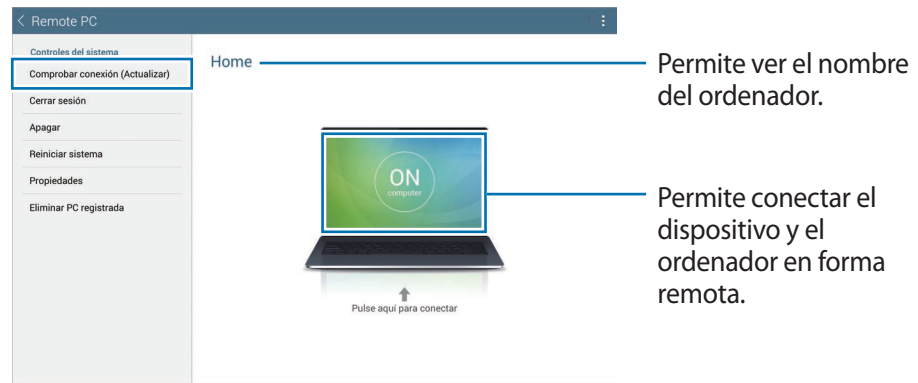 Remote PC
Controles del sistema
Comprobar conexión (Actualizar)
Cerrar sesión
Apagar
Reiniciar sistema
Propiedades
Eliminar PC registrada
Home
ON
computer
Pulse aquí para conectar
Permite ver el nombre
del ordenador.
Permite conectar el
dispositivo y el
ordenador en forma
remota.